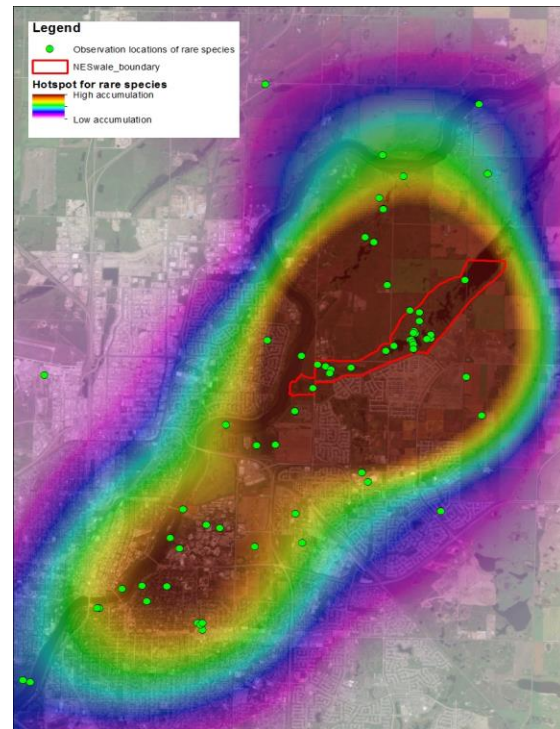 Legend
Observation locations of rare species
NESwale_boundary
Hotspot for rare species
High accumulation
Low accumulation